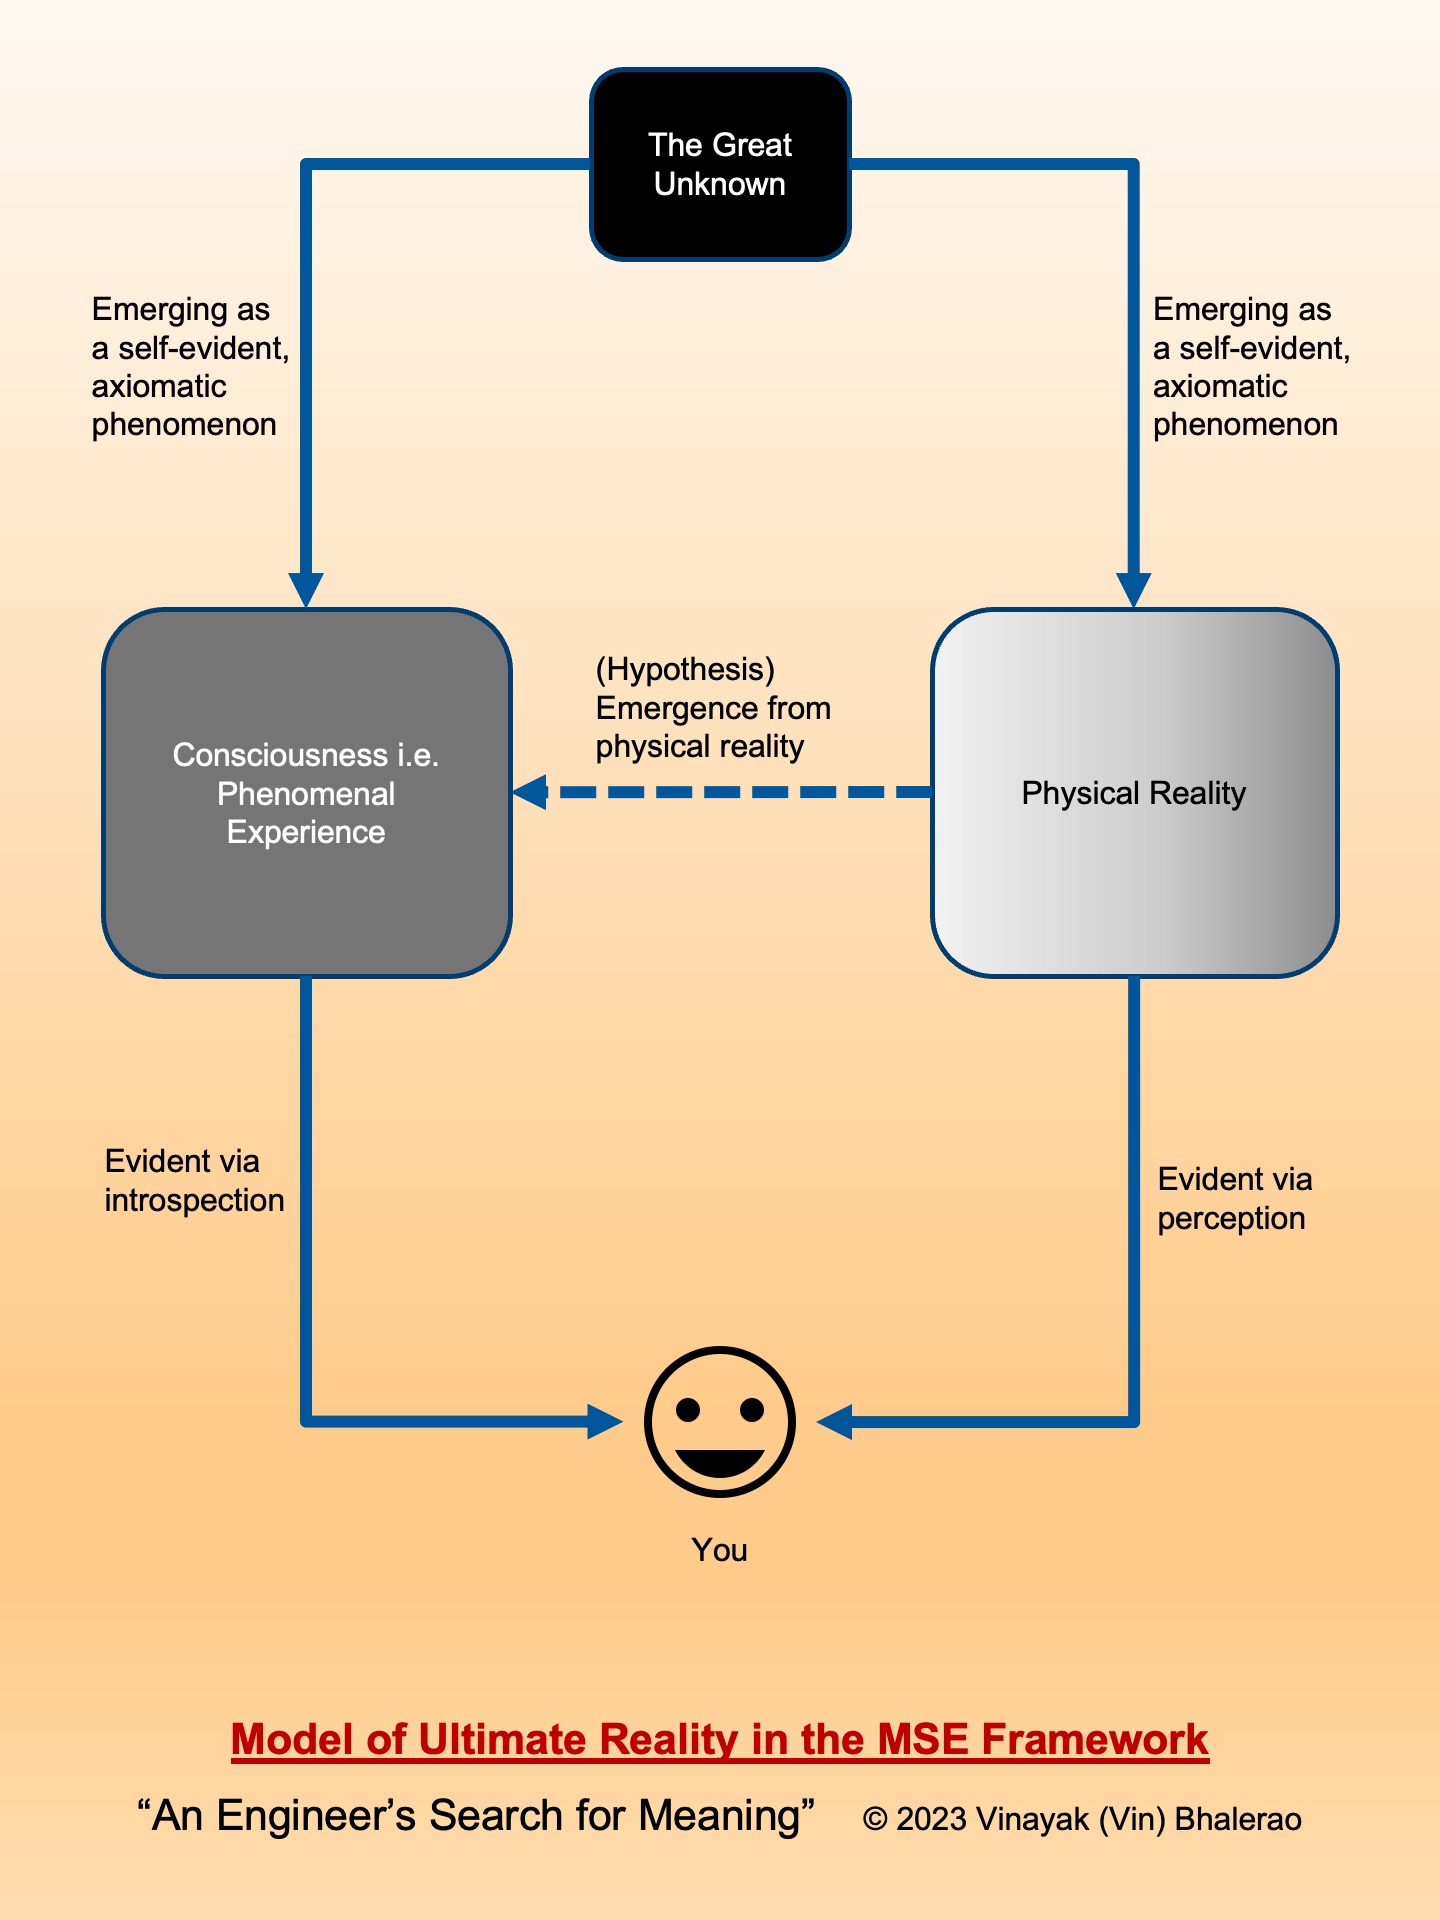 The Great
Unknown
Emerging as
a self-evident,
axiomatic
phenomenon
Emerging as
a self-evident,
axiomatic
phenomenon
(Hypothesis)
Emergence from
physical reality
Consciousness i.e.
Phenomenal
Experience
Physical Reality
Evident via
introspection
Evident via
perception
You
Model of Ultimate Reality in the MSE Framework
“An Engineer’s Search for Meaning” © 2023 Vinayak (Vin) Bhalerao